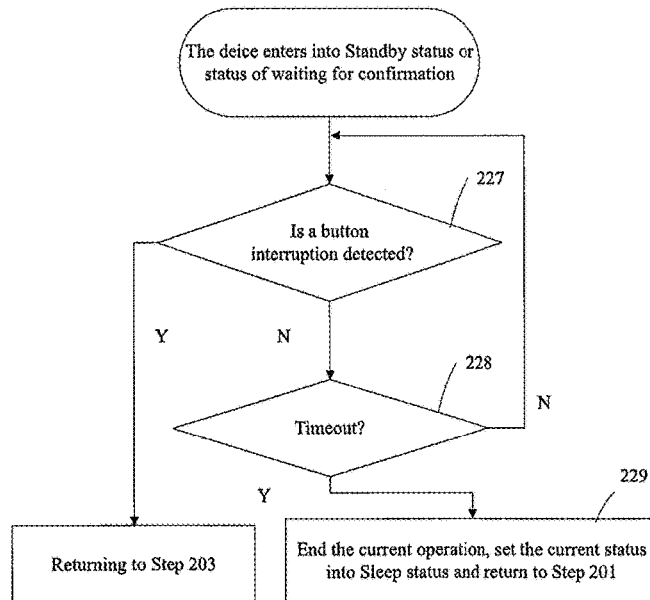 The deice enters into Standby status or
status of waiting for confirmation
227
Is a button
interruption detected?
Y
N
228
Timeout?
N
Y
229
Returning to Step 203
End the current operation, set the current status
into Sleep status and return to Step 201